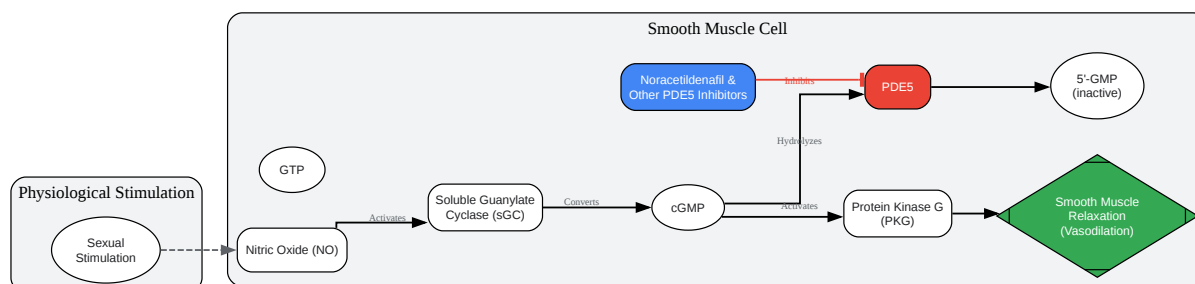 Smooth Muscle Cell
Noracetildenafil &
Other PDE5 Inhibitors
Inhibits
PDE5
5'-GMP
(inactive)
Hydrolyzes
GTP
Physiological Stimulation
Sexual
Stimulation
Nitric Oxide (NO)
Activates
Soluble Guanylate
Cyclase (sGC)
Converts
cGMP
Activates
Protein Kinase G
(PKG)
Smooth Muscle
Relaxation
(Vasodilation)